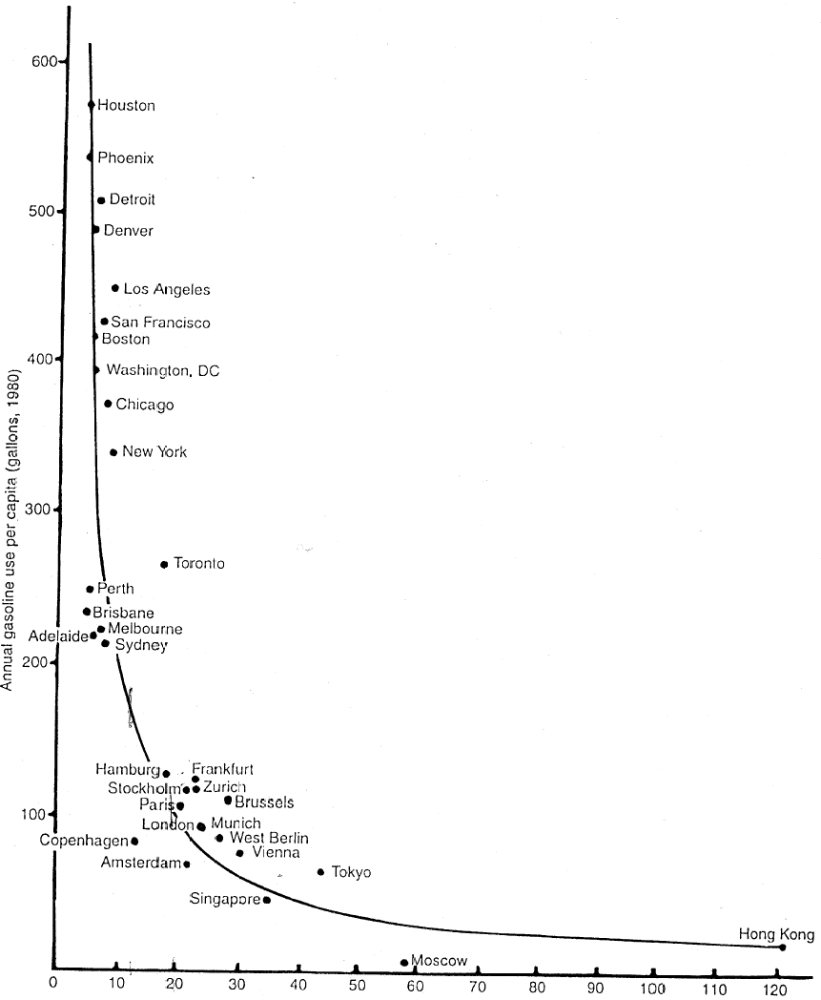 600
Houston
Phoenix
Detroit
500
Denver
Los Angeles
San Francisco
Boston
400
Washington, DC
Chicago
New York
Annual gasoline use per capita (gallons, 1980)
300
Toronto
Perth
Brisbane
Melbourne
Adelaide
Sydney
200
Hamburg
Frankfurt
Stockholm
Zurich
Paris
Brussels
100
London
Munich
West Berlin
Copenhagen
Vienna
Amsterdam
Tokyo
Singapore
Hong Kong
Moscow
0 10 20 30 40 50 60 70 80 90 100 110 120